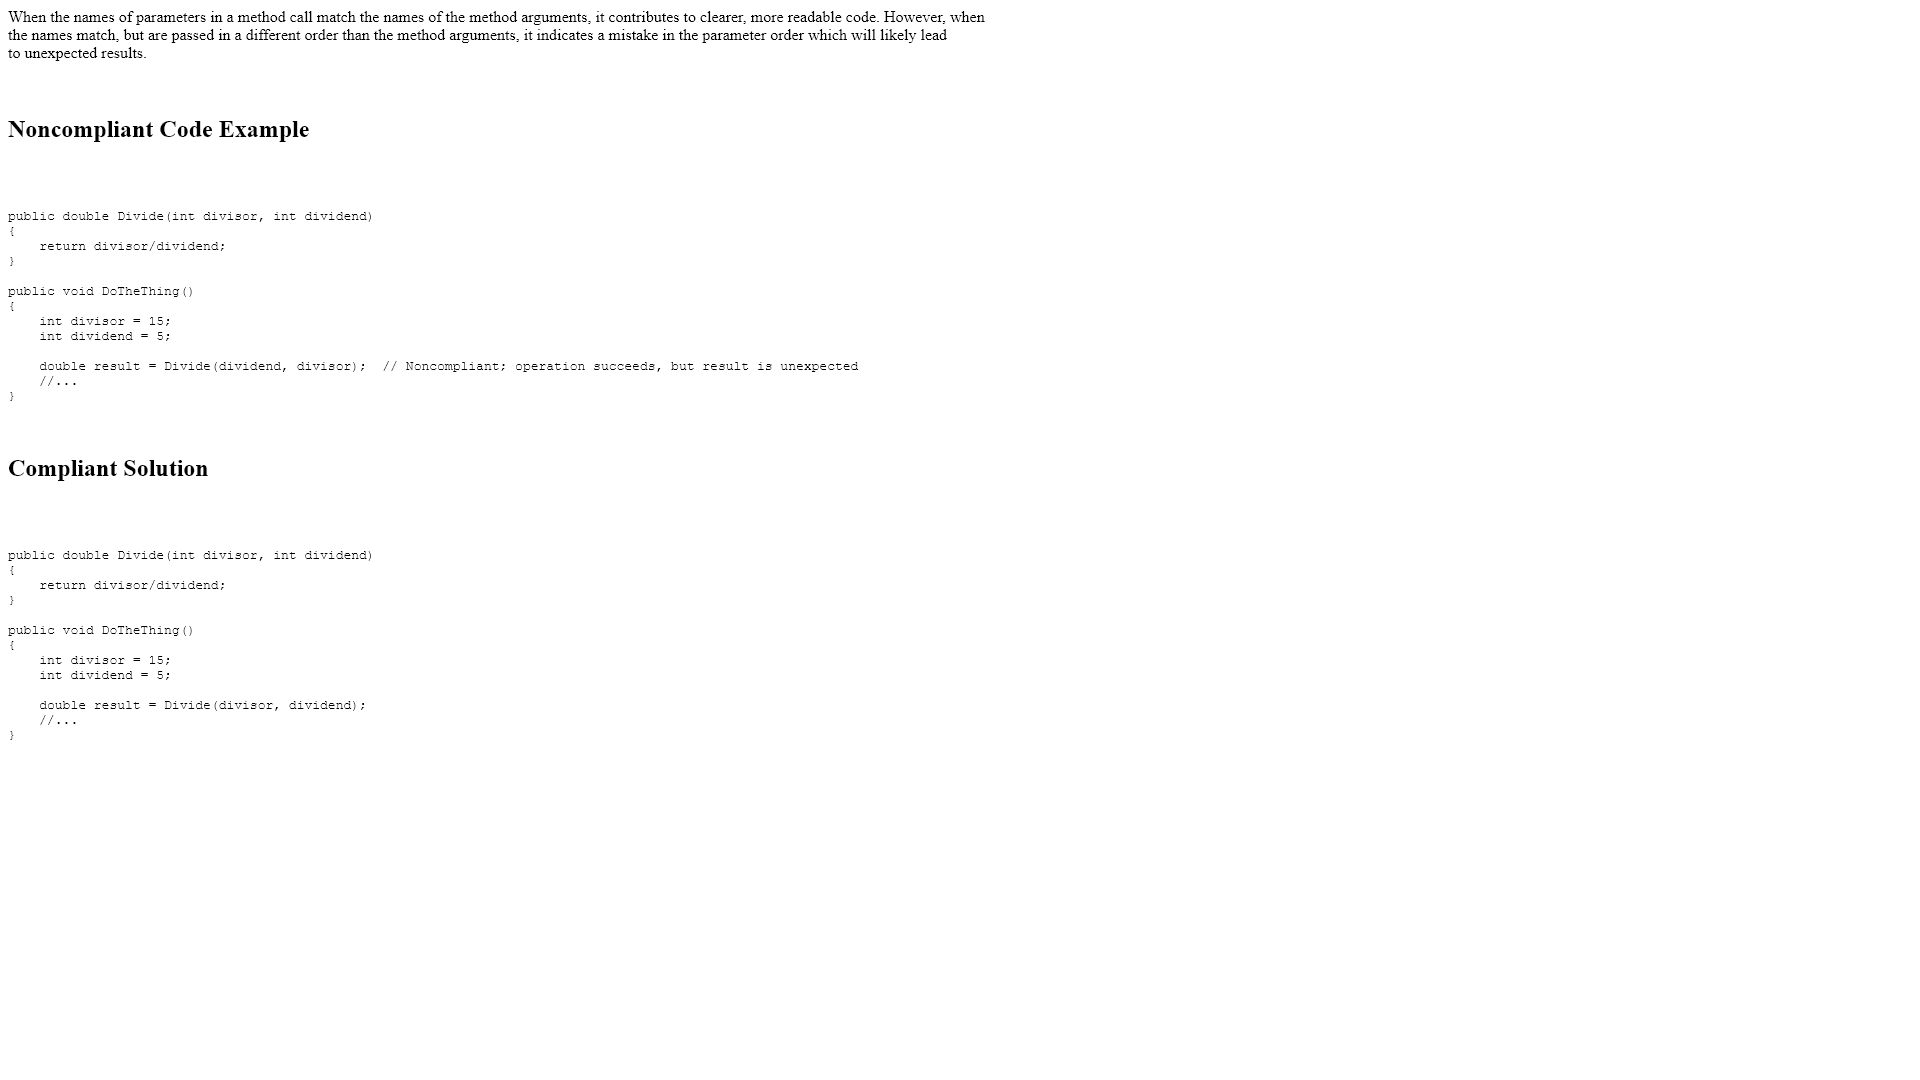 When the names of parameters in a method call match the names of the method arguments, it contributes to clearer, more readable code. However, when
the names match, but are passed in a different order than the method arguments, it indicates a mistake in the parameter order which will likely lead
to unexpected results.
Noncompliant Code Example
public double Divide(int divisor, int dividend)
{
    return divisor/dividend;
}
public void DoTheThing()
{
    int divisor = 15;
    int dividend = 5;
    double result = Divide(dividend, divisor);  // Noncompliant; operation succeeds, but result is unexpected
    //...
}
Compliant Solution
public double Divide(int divisor, int dividend)
{
    return divisor/dividend;
}
public void DoTheThing()
{
    int divisor = 15;
    int dividend = 5;
    double result = Divide(divisor, dividend);
    //...
}